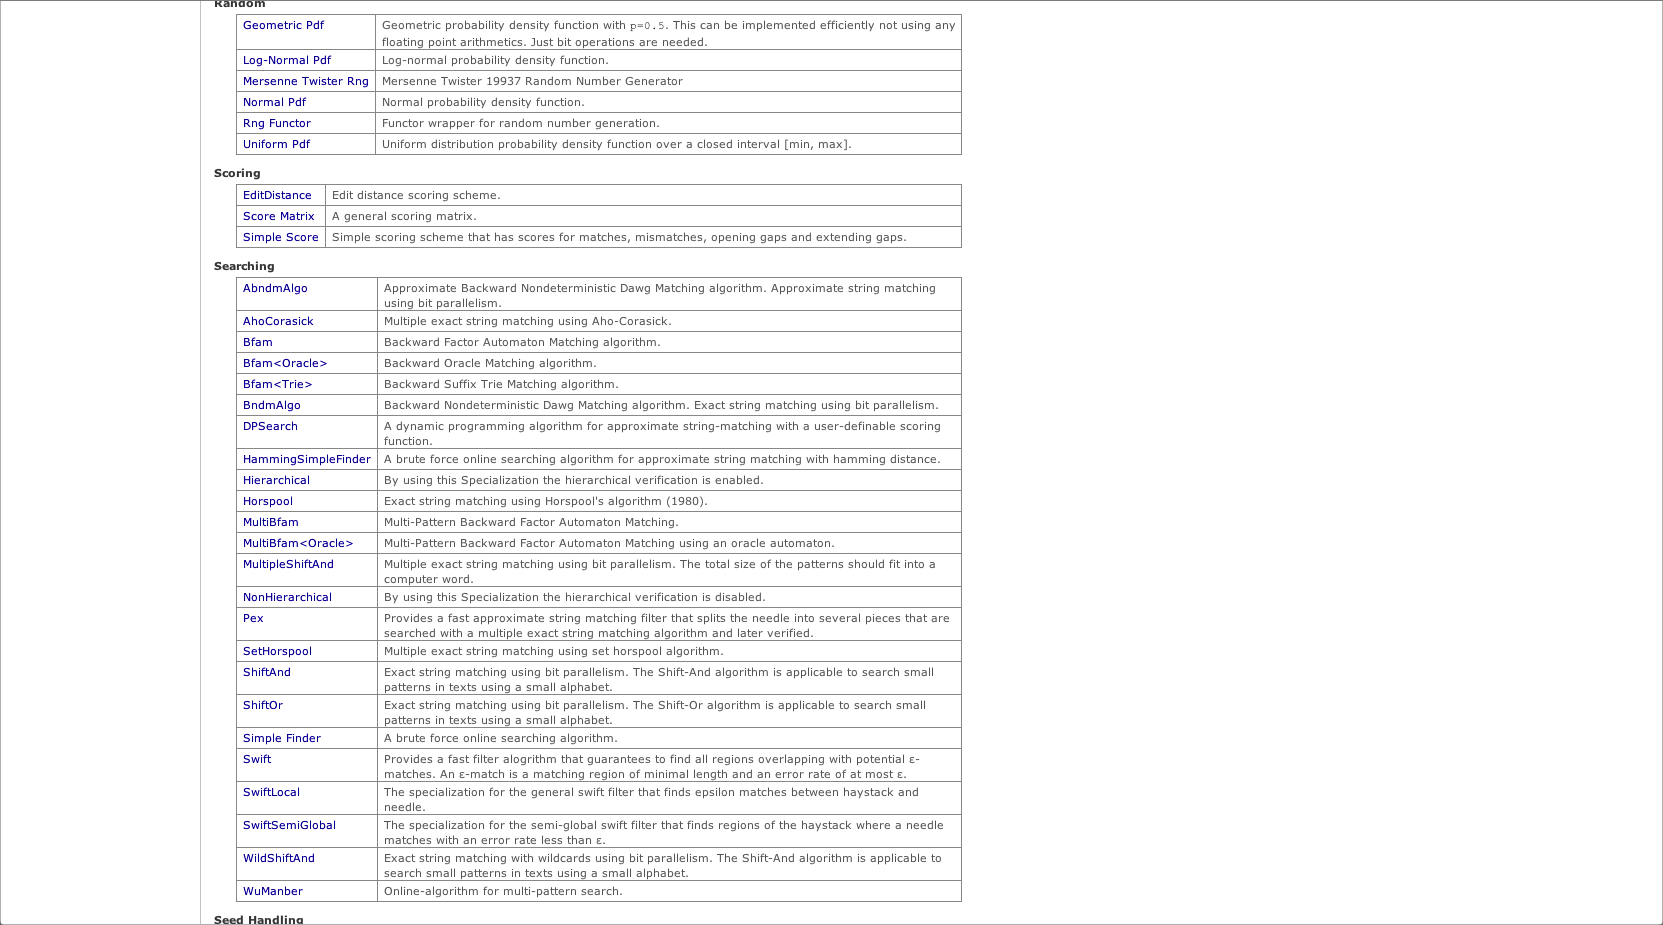 Random
Geometric Pdf
Geometric probability density function with p=0.5. This can be implemented efficiently not using any
floating point arithmetics. Just bit operations are needed.
Log-Normal Pdf
Log-normal probability density function.
Mersenne Twister Rng
Mersenne Twister 19937 Random Number Generator
Normal Pdf
Normal probability density function.
Rng Functor
Functor wrapper for random number generation.
Uniform Pdf
Uniform distribution probability density function over a closed interval [min, max].
Scoring
EditDistance
Edit distance scoring scheme.
Score Matrix
A general scoring matrix.
Simple Score
Simple scoring scheme that has scores for matches, mismatches, opening gaps and extending gaps.
Searching
AbndmAlgo
Approximate Backward Nondeterministic Dawg Matching algorithm. Approximate string matching
using bit parallelism.
AhoCorasick
Multiple exact string matching using Aho-Corasick.
Bfam
Backward Factor Automaton Matching algorithm.
Bfam<Oracle>
Backward Oracle Matching algorithm.
Bfam<Trie>
Backward Suffix Trie Matching algorithm.
BndmAlgo
Backward Nondeterministic Dawg Matching algorithm. Exact string matching using bit parallelism.
DPSearch
A dynamic programming algorithm for approximate string-matching with a user-definable scoring
function.
HammingSimpleFinder
A brute force online searching algorithm for approximate string matching with hamming distance.
Hierarchical
By using this Specialization the hierarchical verification is enabled.
Horspool
Exact string matching using Horspool's algorithm (1980).
MultiBfam
Multi-Pattern Backward Factor Automaton Matching.
MultiBfam<Oracle>
Multi-Pattern Backward Factor Automaton Matching using an oracle automaton.
MultipleShiftAnd
Multiple exact string matching using bit parallelism. The total size of the patterns should fit into a
computer word.
NonHierarchical
By using this Specialization the hierarchical verification is disabled.
Pex
Provides a fast approximate string matching filter that splits the needle into several pieces that are
searched with a multiple exact string matching algorithm and later verified.
SetHorspool
Multiple exact string matching using set horspool algorithm.
ShiftAnd
Exact string matching using bit parallelism. The Shift-And algorithm is applicable to search small
patterns in texts using a small alphabet.
ShiftOr
Exact string matching using bit parallelism. The Shift-Or algorithm is applicable to search small
patterns in texts using a small alphabet.
Simple Finder
A brute force online searching algorithm.
Swift
Provides a fast filter alogrithm that guarantees to find all regions overlapping with potential ε-
matches. An ε-match is a matching region of minimal length and an error rate of at most ε.
SwiftLocal
The specialization for the general swift filter that finds epsilon matches between haystack and
needle.
SwiftSemiGlobal
The specialization for the semi-global swift filter that finds regions of the haystack where a needle
matches with an error rate less than ε.
WildShiftAnd
Exact string matching with wildcards using bit parallelism. The Shift-And algorithm is applicable to
search small patterns in texts using a small alphabet.
WuManber
Online-algorithm for multi-pattern search.
Seed Handling